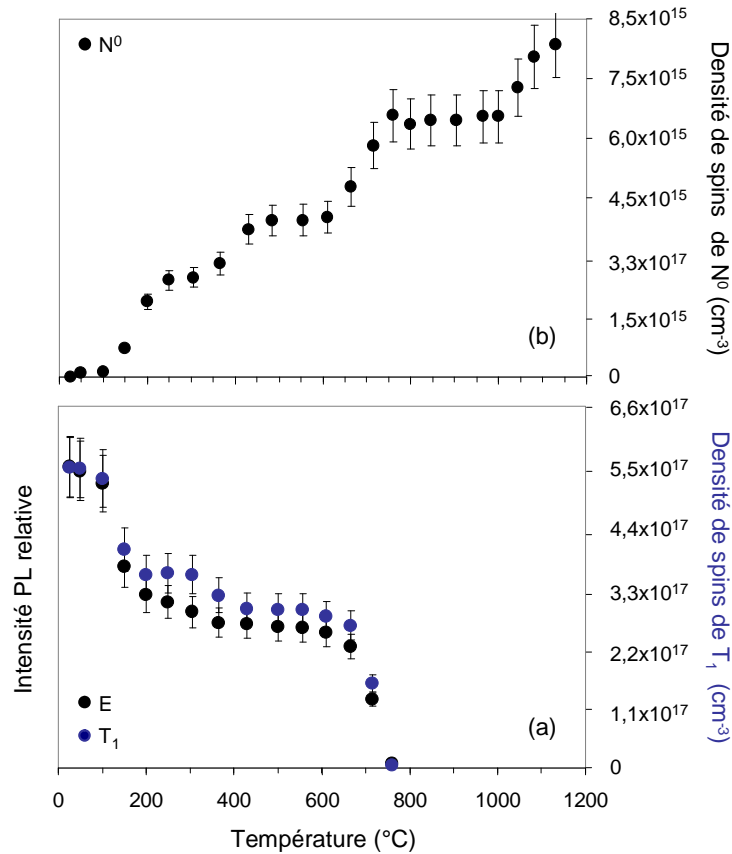 N⁰
8,5x10¹⁵
7,5x10¹⁵
6,0x10¹⁵
4,5x10¹⁵
3,3x10¹⁷
1,5x10¹⁵
0
Densité de spins de N⁰ (cm⁻³)
(b)
6,6x10¹⁷
5,5x10¹⁷
4,4x10¹⁷
3,3x10¹⁷
2,2x10¹⁷
1,1x10¹⁷
0
Densité de spins de T₁ (cm⁻³)
Intensité PL relative
E
T₁
(a)
0 200 400 600 800 1000 1200
Température (°C)